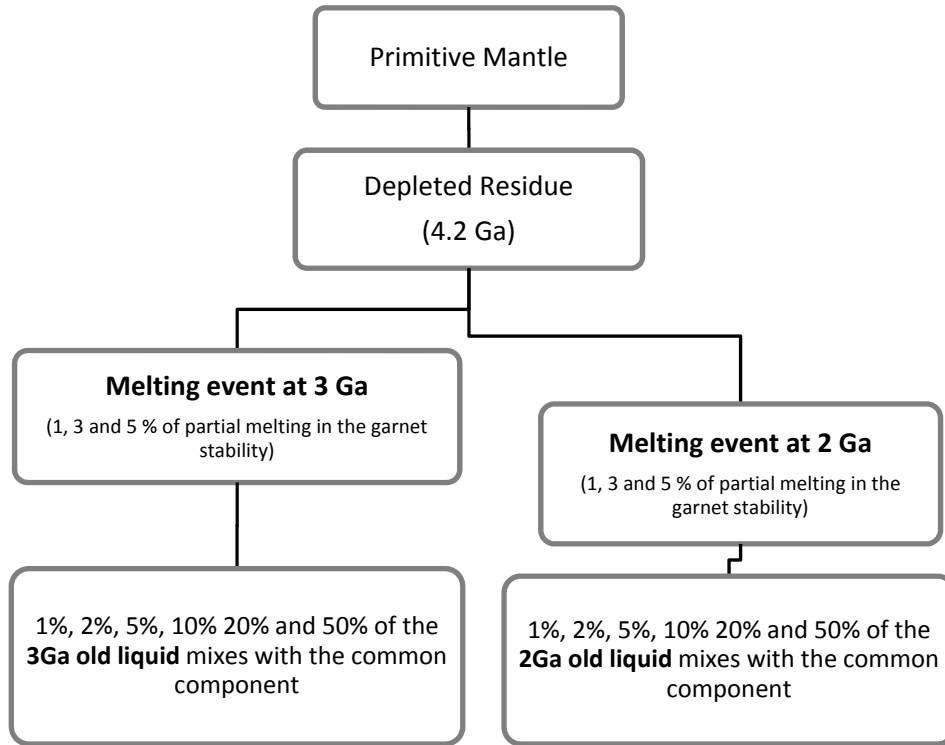 Primitive Mantle
Depleted Residue
(4.2 Ga)
Melting event at 3 Ga
(1, 3 and 5 % of partial melting in the garnet
stability)
Melting event at 2 Ga
(1, 3 and 5 % of partial melting in the
garnet stability)
1%, 2%, 5%, 10% 20% and 50% of the
3Ga old liquid mixes with the common
component
1%, 2%, 5%, 10% 20% and 50% of the
2Ga old liquid mixes with the common
component